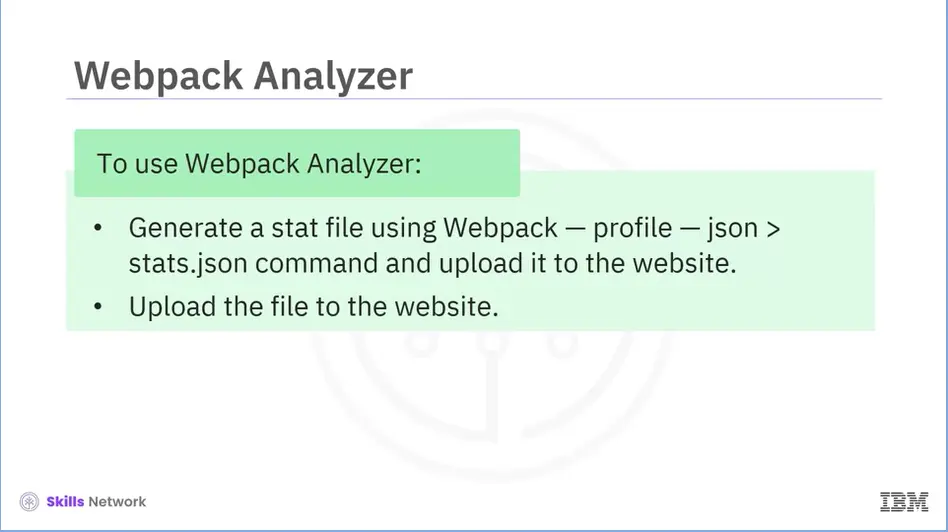 Webpack Analyzer
To use Webpack Analyzer:
• Generate a stat file using Webpack — profile — json >
stats.json command and upload it to the website.
• Upload the file to the website.
Skills Network
IBM